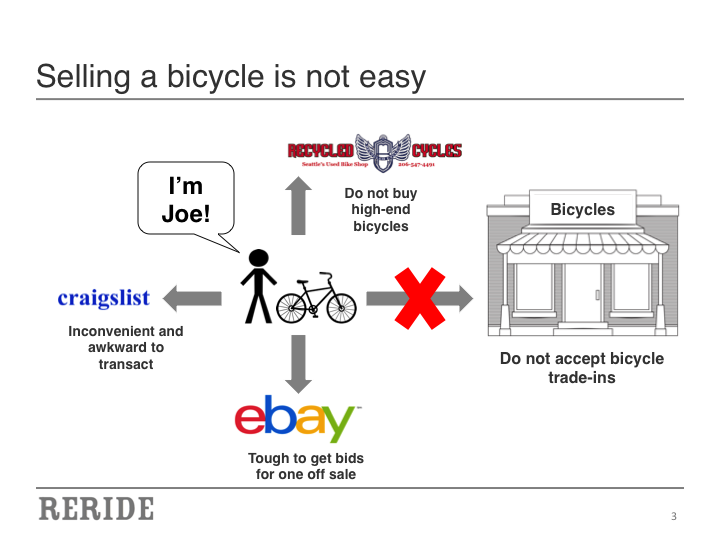 Selling a bicycle is not easy
RECYCLED CYCLES
Seattle's Used Bike Shop 206-547-4491
I'm
Joe!
Do not buy
high-end
bicycles
Bicycles
craigslist
Inconvenient and
awkward to
transact
Do not accept bicycle
trade-ins
ebay™
Tough to get bids
for one off sale
RERIDE
3